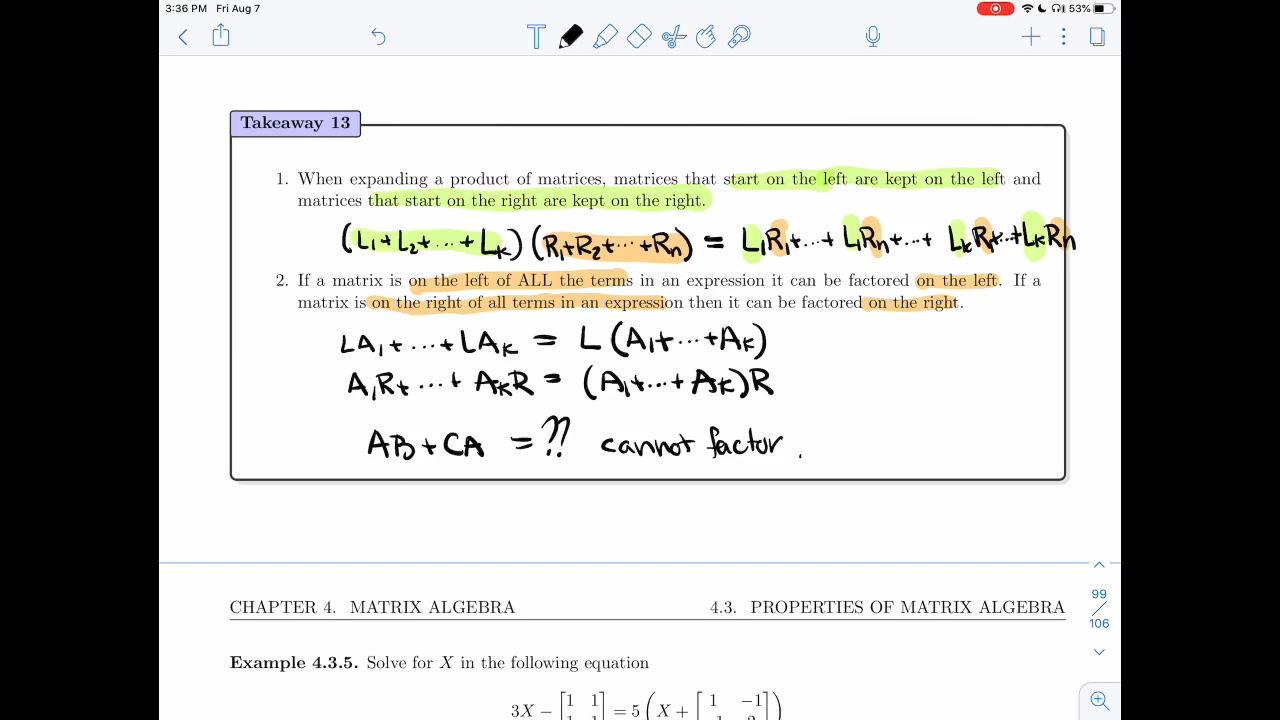 3:36 PM Fri Aug 7
53%
T
Takeaway 13
1. When expanding a product of matrices, matrices that start on the left are kept on the left and
matrices that start on the right are kept on the right.
(L₁+L₂+···+Lₖ)(R₁+R₂+···+Rₙ) = L₁R₁+···+L₁Rₙ+···+ LₖR₁+···+LₖRₙ
2. If a matrix is on the left of ALL the terms in an expression it can be factored on the left. If a
matrix is on the right of all terms in an expression then it can be factored on the right.
LA₁+···+LAₖ = L(A₁+···+Aₖ)
A₁R+···+AₖR = (A₁+···+Aₖ)R
AB+CA = ?? cannot factor.
99
106
CHAPTER 4. MATRIX ALGEBRA 4.3. PROPERTIES OF MATRIX ALGEBRA
Example 4.3.5. Solve for X in the following equation
3X − [1 1] = 5 (X + [1 −1])